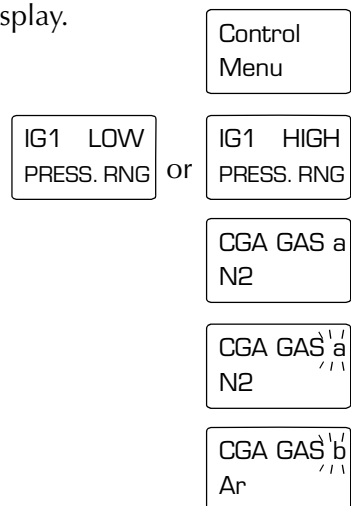 splay.
Control
Menu
IG1 LOW
PRESS. RNG
or
IG1 HIGH
PRESS. RNG
CGA GAS a
N2
CGA GAS a
N2
CGA GAS b
Ar